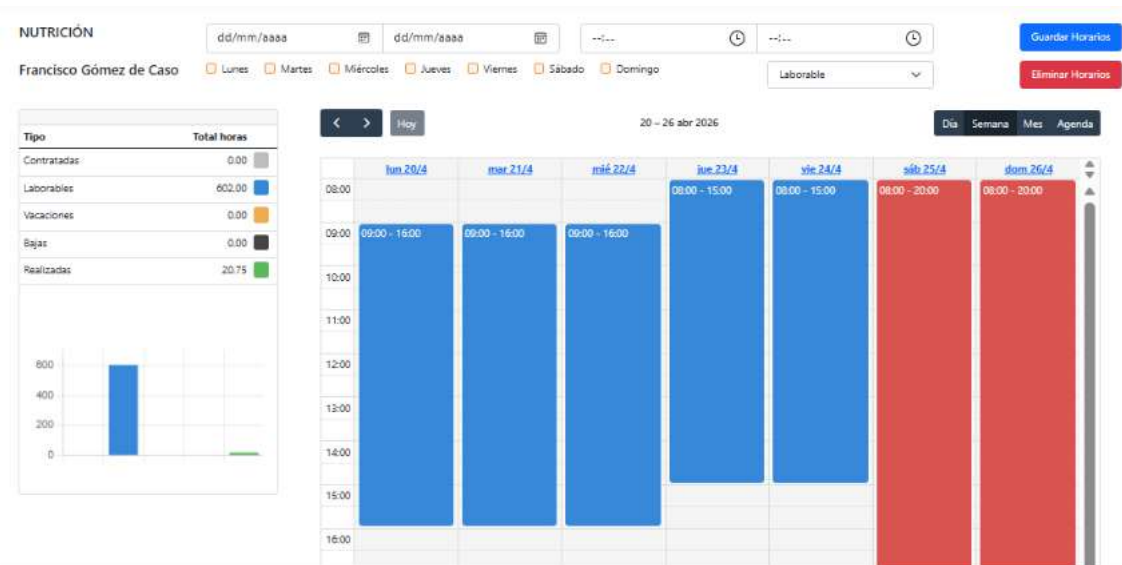 NUTRICIÓN
dd/mm/aaaa dd/mm/aaaa --:-- --:-- Guardar Horarios
Francisco Gómez de Caso Lunes Martes Miércoles Jueves Viernes Sábado Domingo Laborable Eliminar Horarios
Tipo Total horas
Contratadas 0.00
Laborables 602.00
Vacaciones 0.00
Bajas 0.00
Realizadas 20.75
600
400
200
0
Hoy 20 – 26 abr 2026 Día Semana Mes Agenda
lun 20/4 mar 21/4 mié 22/4 jue 23/4 vie 24/4 sáb 25/4 dom 26/4
08:00 08:00 - 15:00 08:00 - 15:00 08:00 - 20:00 08:00 - 20:00
09:00 09:00 - 16:00 09:00 - 16:00 09:00 - 16:00
10:00
11:00
12:00
13:00
14:00
15:00
16:00